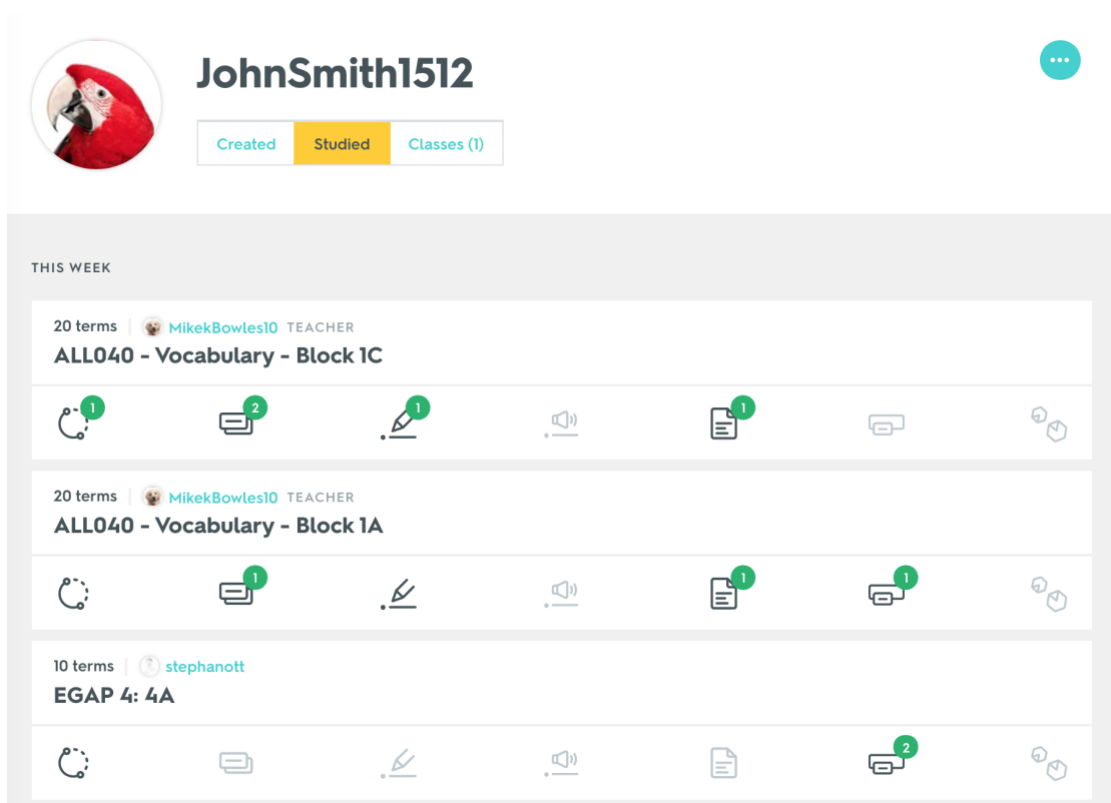 JohnSmith1512
Created Studied Classes (1)
THIS WEEK
20 terms MikekBowles10 TEACHER
ALL040 - Vocabulary - Block 1C
1 2 1 1
20 terms MikekBowles10 TEACHER
ALL040 - Vocabulary - Block 1A
1 1 1
10 terms stephanott
EGAP 4: 4A
2